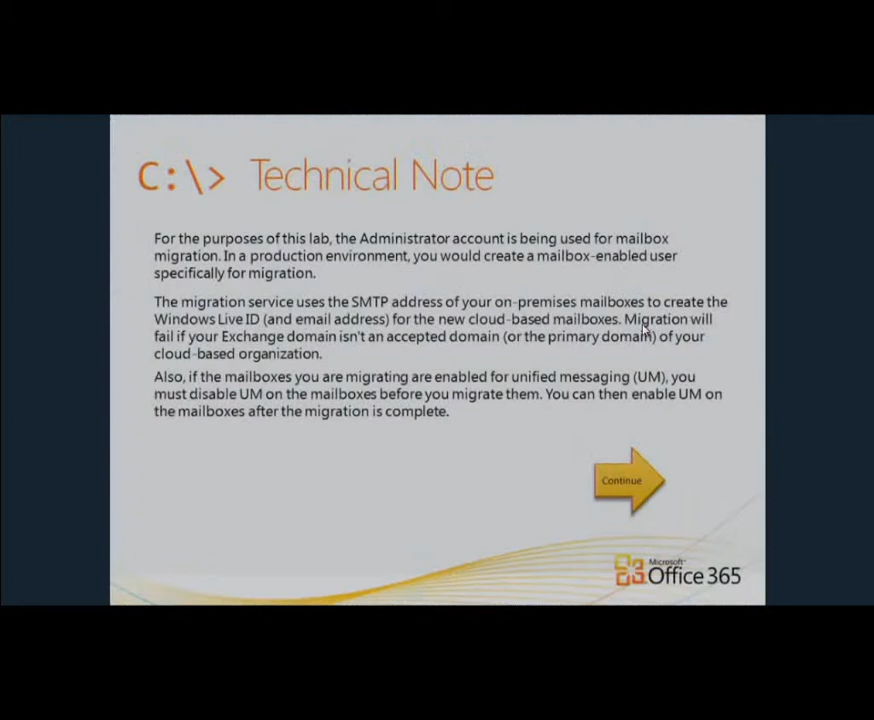 C:\> Technical Note
For the purposes of this lab, the Administrator account is being used for mailbox
migration. In a production environment, you would create a mailbox-enabled user
specifically for migration.
The migration service uses the SMTP address of your on-premises mailboxes to create the
Windows Live ID (and email address) for the new cloud-based mailboxes. Migration will
fail if your Exchange domain isn't an accepted domain (or the primary domain) of your
cloud-based organization.
Also, if the mailboxes you are migrating are enabled for unified messaging (UM), you
must disable UM on the mailboxes before you migrate them. You can then enable UM on
the mailboxes after the migration is complete.
Continue
Microsoft
Office 365